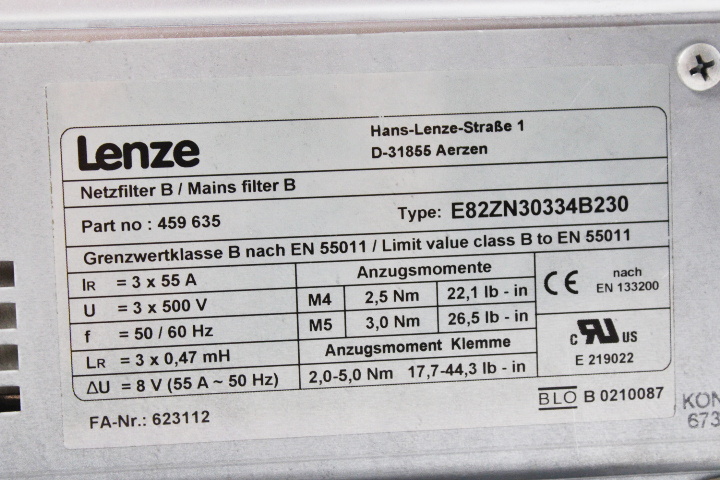 Lenze
Hans-Lenze-Straße 1
D-31855 Aerzen
Netzfilter B / Mains filter B
Part no : 459 635 Type: E82ZN30334B230
Grenzwertklasse B nach EN 55011 / Limit value class B to EN 55011
IR = 3 x 55 A
U = 3 x 500 V
f = 50 / 60 Hz
LR = 3 x 0,47 mH
ΔU = 8 V (55 A ~ 50 Hz)
Anzugsmomente
M4 2,5 Nm 22,1 lb - in
M5 3,0 Nm 26,5 lb - in
Anzugsmoment Klemme
2,0-5,0 Nm 17,7-44,3 lb - in
CE nach
EN 133200
c RU US
E 219022
BLO B 0210087
FA-Nr.: 623112
KON
673